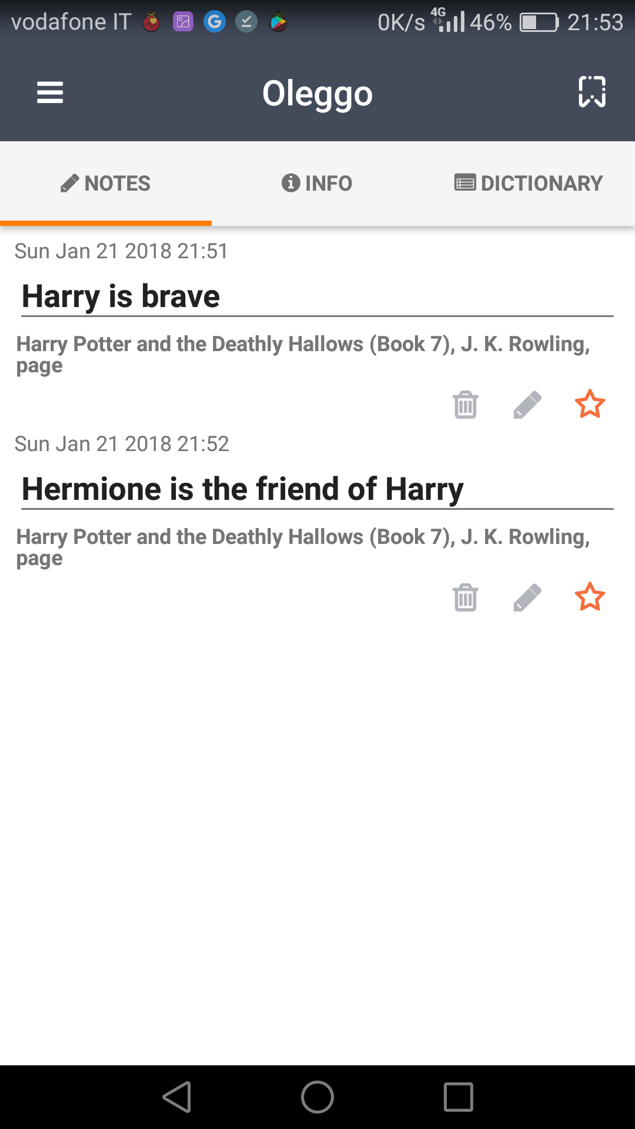 vodafone IT 0K/s 4G 46% 21:53
Oleggo
NOTES INFO DICTIONARY
Sun Jan 21 2018 21:51
Harry is brave
Harry Potter and the Deathly Hallows (Book 7), J. K. Rowling,
page
Sun Jan 21 2018 21:52
Hermione is the friend of Harry
Harry Potter and the Deathly Hallows (Book 7), J. K. Rowling,
page